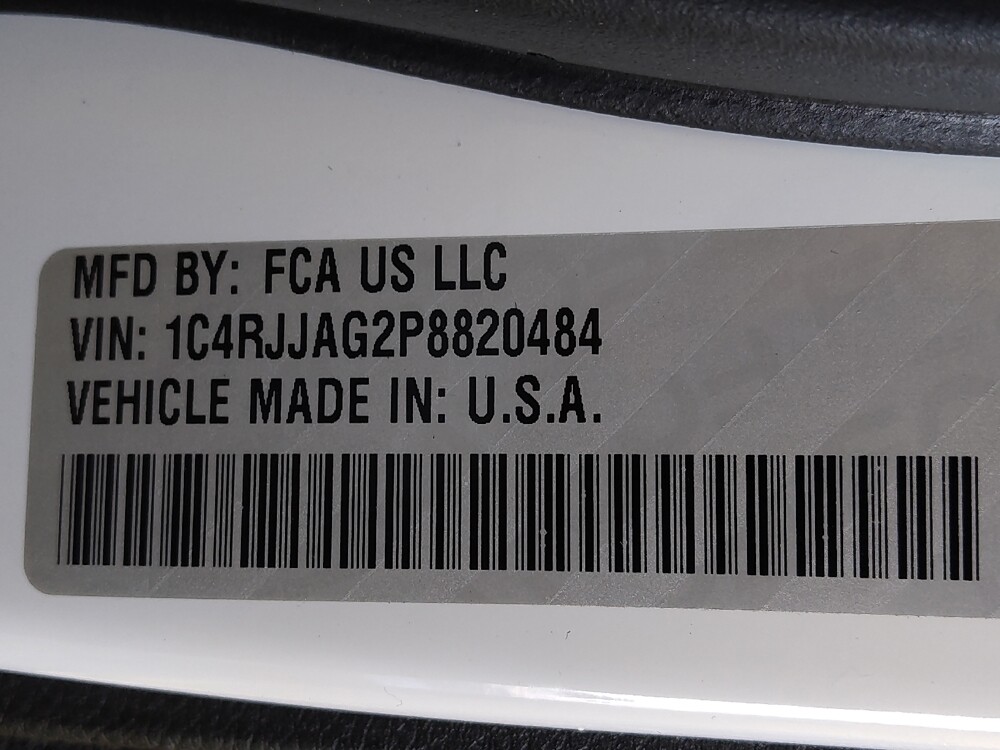 MFD BY: FCA US LLC
VIN: 1C4RJJAG2P8820484
VEHICLE MADE IN: U.S.A.